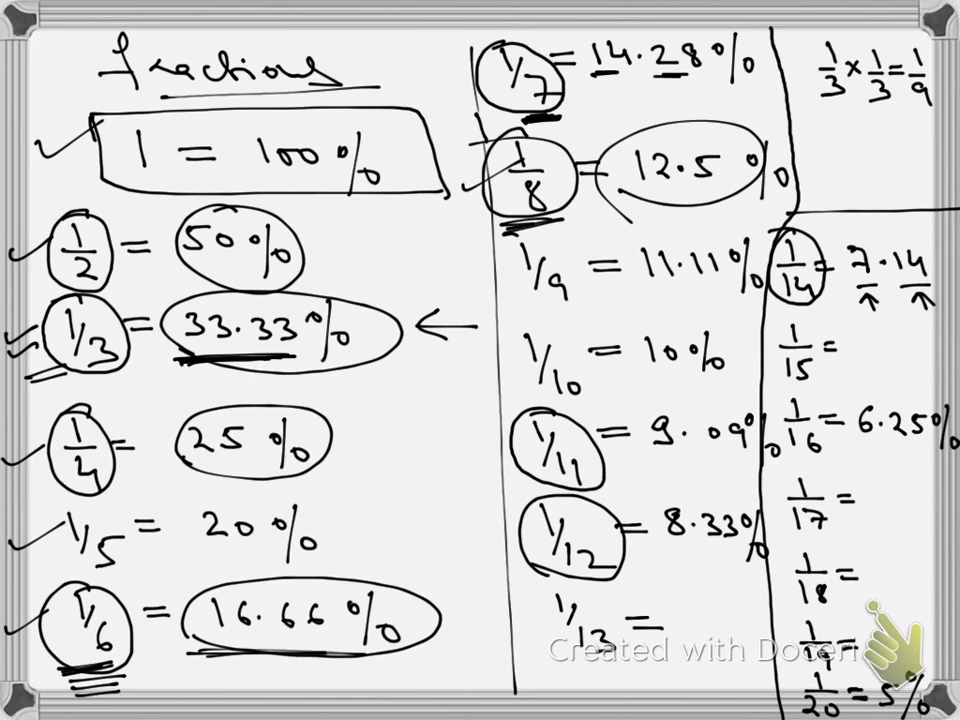 fractions
1 = 100%
1/2 = 50%
1/3 = 33.33%
1/4 = 25%
1/5 = 20%
1/6 = 16.66%
1/7 = 14.28%
1/8 = 12.5%
1/9 = 11.11%
1/10 = 10%
1/11 = 9.09%
1/12 = 8.33%
1/13 =
1/3 × 1/3 = 1/9
1/14 = 7.14
1/15 =
1/16 = 6.25%
1/17 =
1/18 =
1/19 =
1/20 = 5%
Created with Doceri